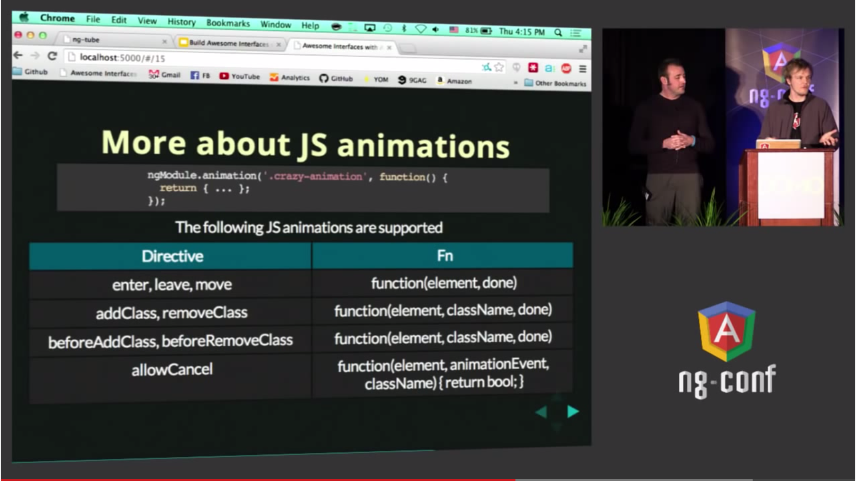 Chrome File Edit View History Bookmarks Window Help 81% Thu 4:15 PM
ng-tube Build Awesome Interfaces Awesome Interfaces with
localhost:5000/#/15
Github Awesome Interfaces Gmail FB YouTube Analytics GitHub YOM 9GAG Amazon » Other Bookmarks
More about JS animations
ngModule.animation('.crazy-animation', function() {
return { ... };
});
The following JS animations are supported
Directive Fn
enter, leave, move function(element, done)
addClass, removeClass function(element, className, done)
beforeAddClass, beforeRemoveClass function(element, className, done)
allowCancel function(element, animationEvent,
className) { return bool; }
A
ng-conf